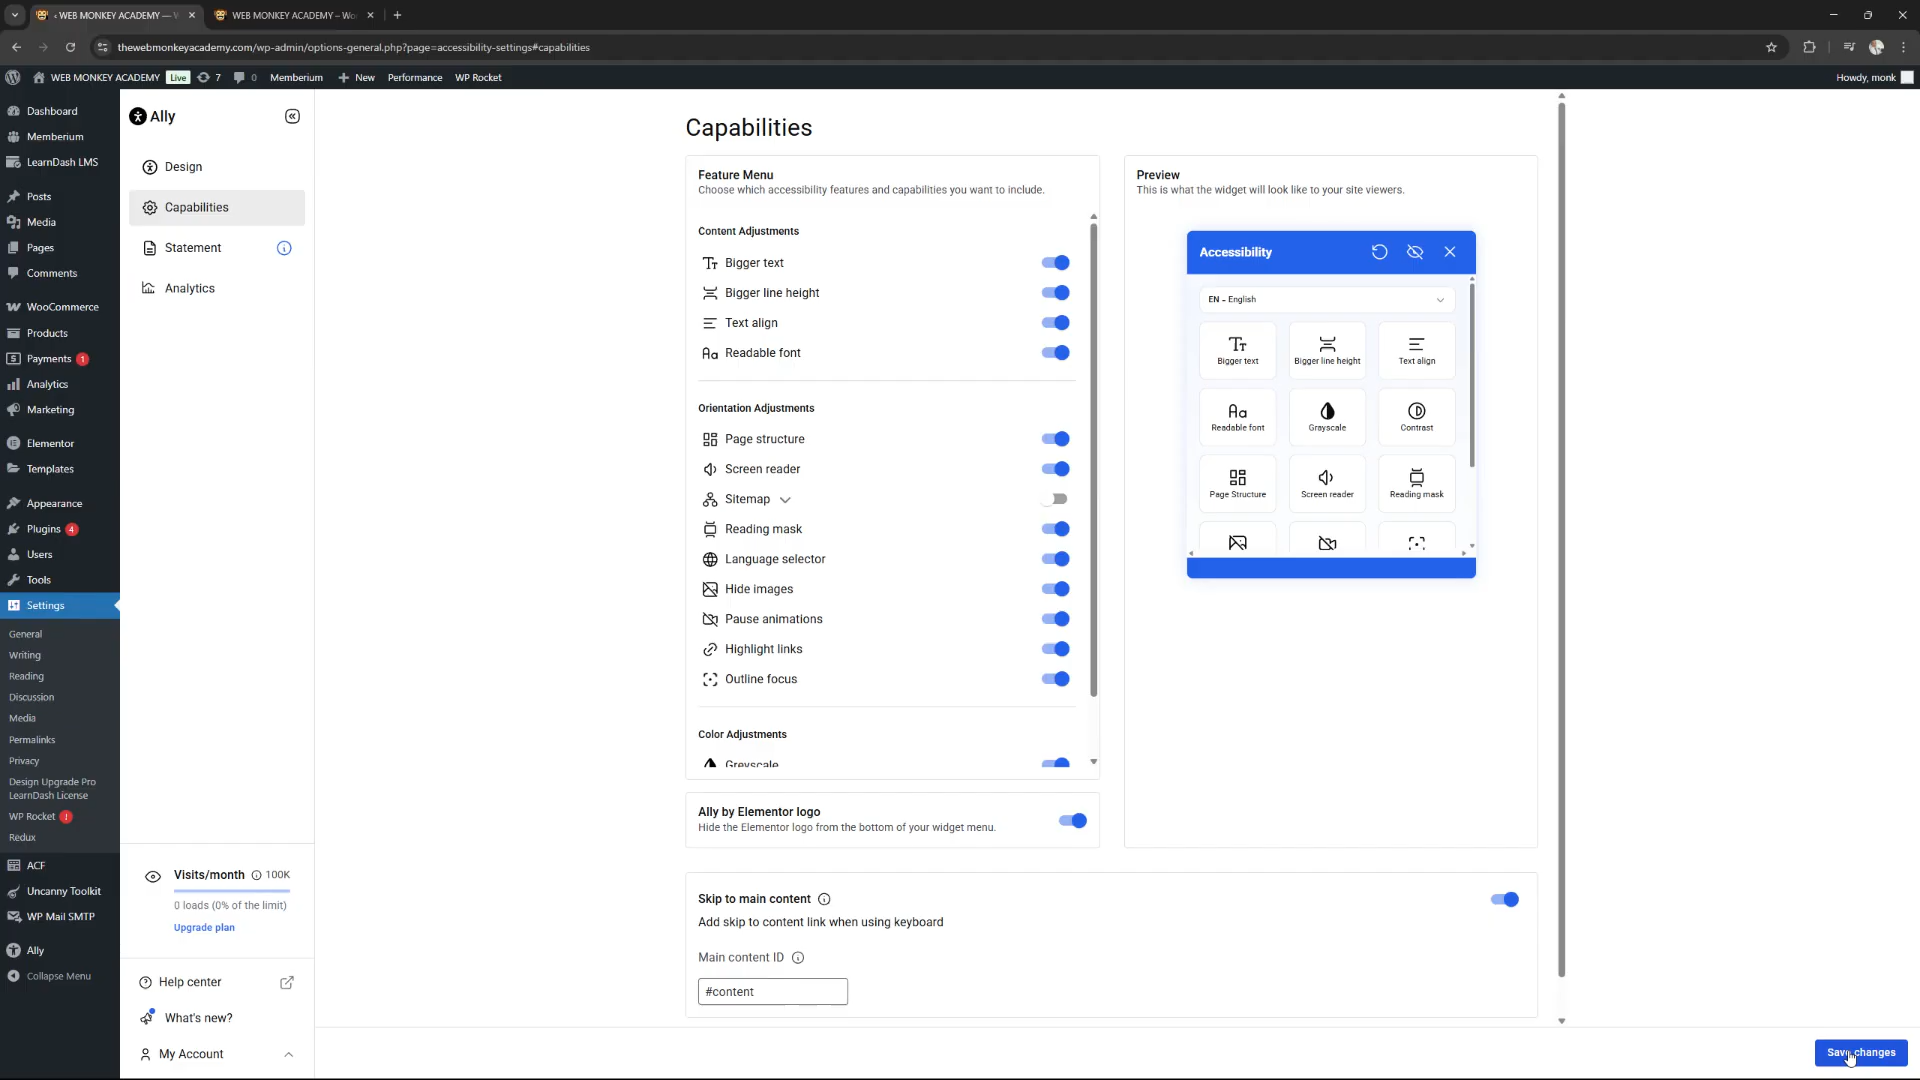 ‹ WEB MONKEY ACADEMY — W
WEB MONKEY ACADEMY – Wo
thewebmonkeyacademy.com/wp-admin/options-general.php?page=accessibility-settings#capabilities
WEB MONKEY ACADEMY Live 7 0 Memberium New Performance WP Rocket
Howdy, monk
Dashboard
Memberium
LearnDash LMS
Posts
Media
Pages
Comments
WooCommerce
Products
Payments 1
Analytics
Marketing
Elementor
Templates
Appearance
Plugins 4
Users
Tools
Settings
General
Writing
Reading
Discussion
Media
Permalinks
Privacy
Design Upgrade Pro
LearnDash License
WP Rocket !
Redux
ACF
Uncanny Toolkit
WP Mail SMTP
Ally
Collapse Menu
Ally
Design
Capabilities
Statement
Analytics
Visits/month 100K
0 loads (0% of the limit)
Upgrade plan
Help center
What's new?
My Account
Capabilities
Feature Menu
Choose which accessibility features and capabilities you want to include.
Content Adjustments
Bigger text
Bigger line height
Text align
Readable font
Orientation Adjustments
Page structure
Screen reader
Sitemap
Reading mask
Language selector
Hide images
Pause animations
Highlight links
Outline focus
Color Adjustments
Greyscale
Ally by Elementor logo
Hide the Elementor logo from the bottom of your widget menu.
Preview
This is what the widget will look like to your site viewers.
Accessibility
EN - English
Bigger text Bigger line height Text align
Readable font Grayscale Contrast
Page Structure Screen reader Reading mask
Skip to main content
Add skip to content link when using keyboard
Main content ID
#content
Save changes